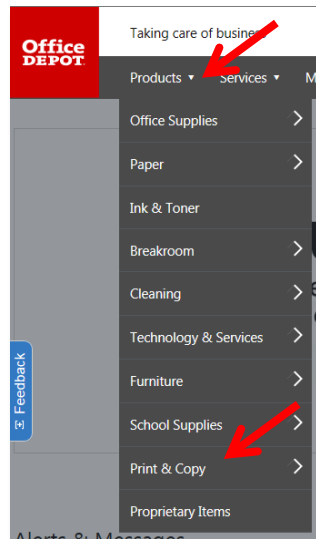 Office
DEPOT
Taking care of business
Products ▾ Services ▾ M
Office Supplies
Paper
Ink & Toner
Breakroom
Cleaning
Technology & Services
Furniture
School Supplies
Print & Copy
Proprietary Items
Feedback
Alerts & Messages